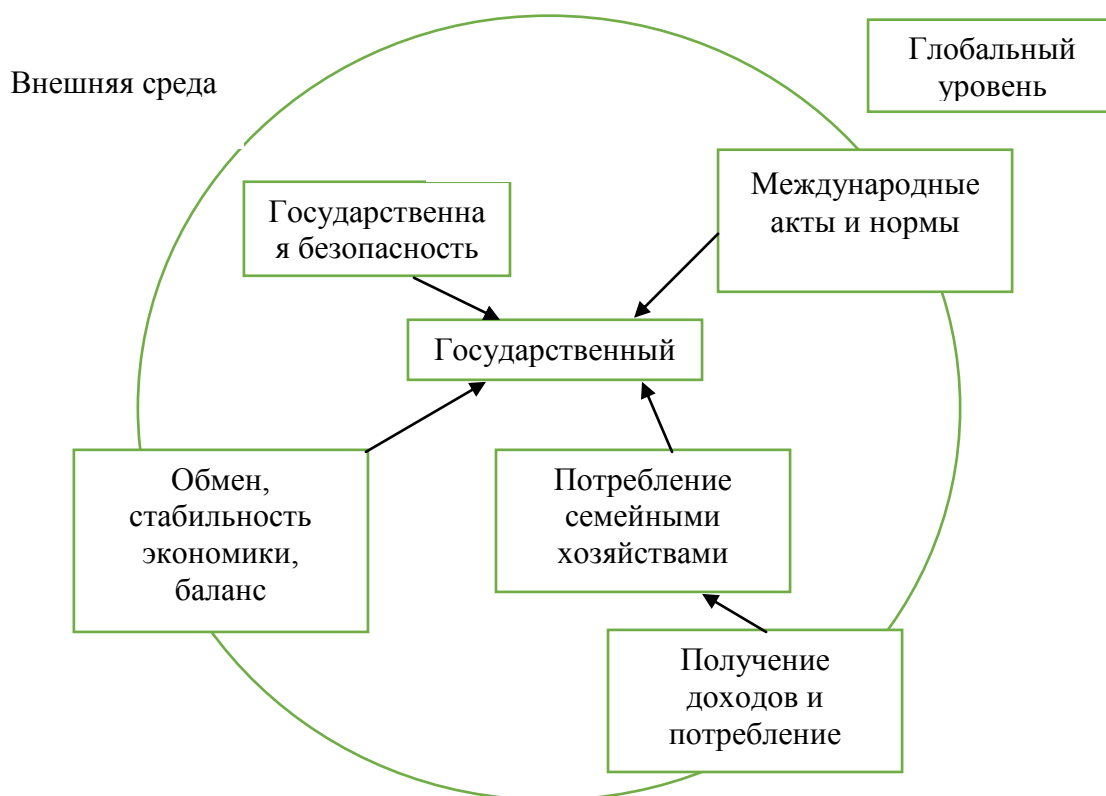 Глобальный
уровень
Внешняя среда
Международные
акты и нормы
Государственна
я безопасность
Государственный
Обмен,
стабильность
экономики,
баланс
Потребление
семейными
хозяйствами
Получение
доходов и
потребление